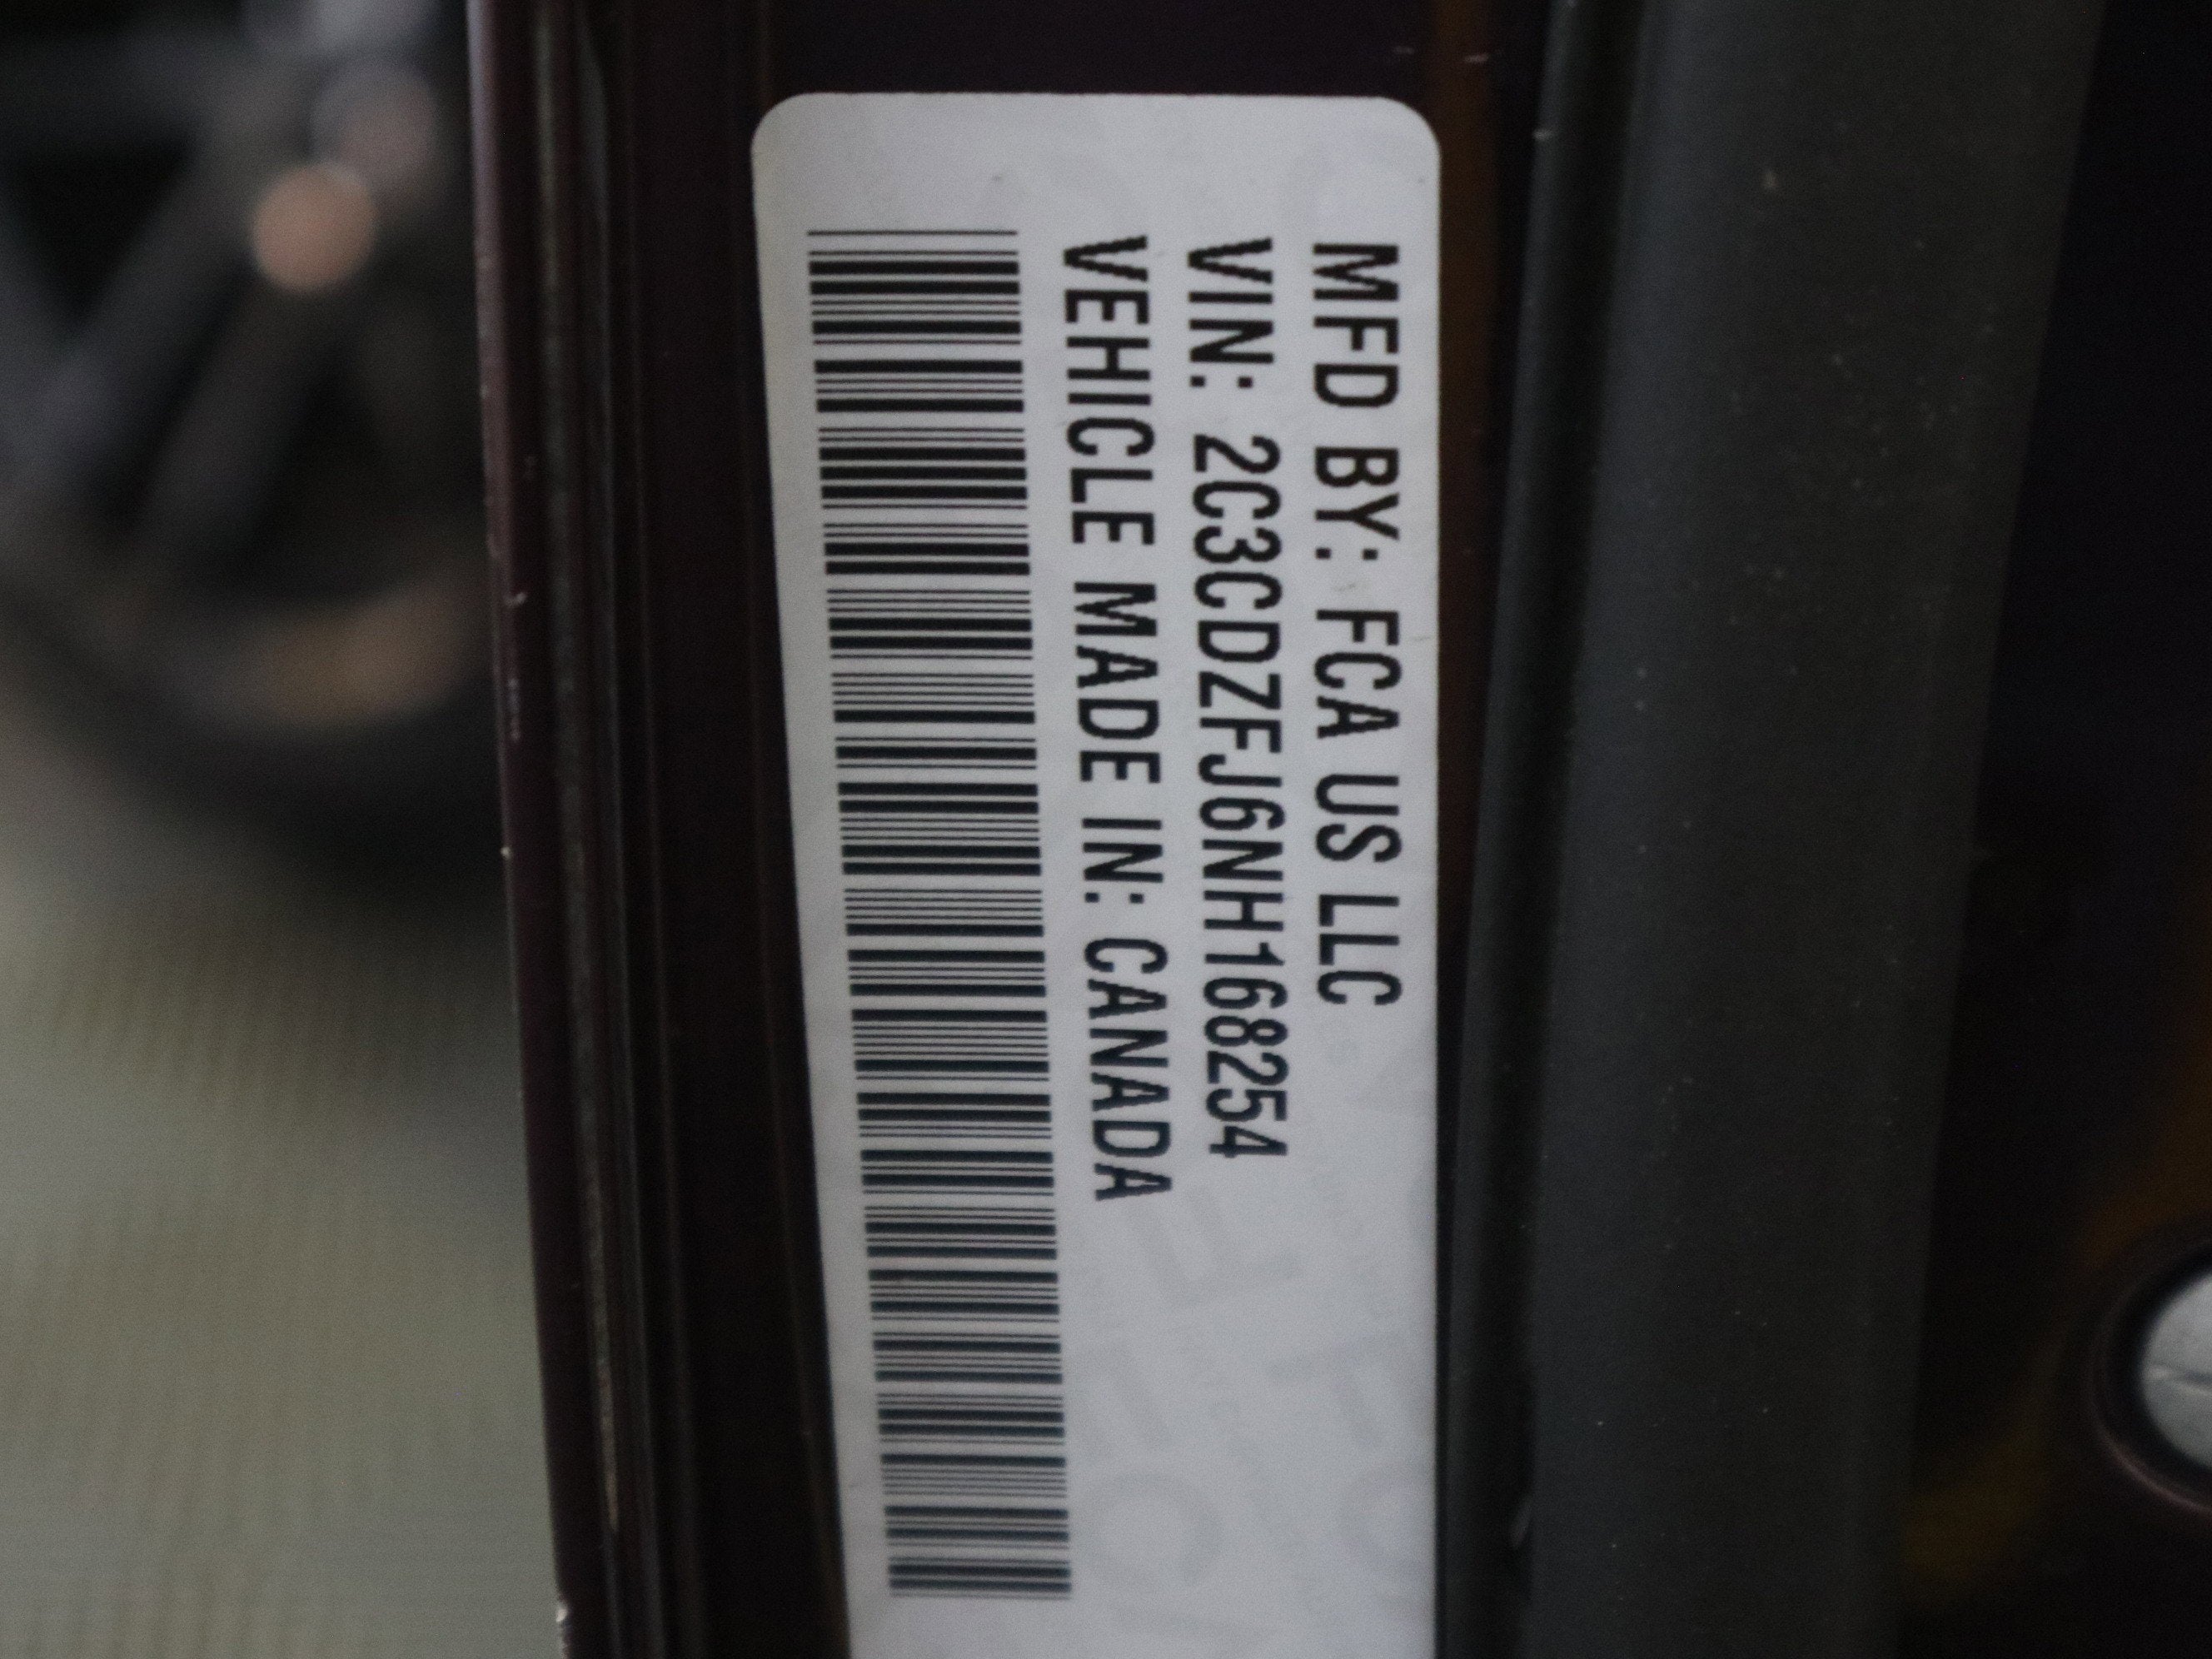 MFD BY: FCA US LLC
VIN: 2C3CDZFJ6NH168254
VEHICLE MADE IN: CANADA